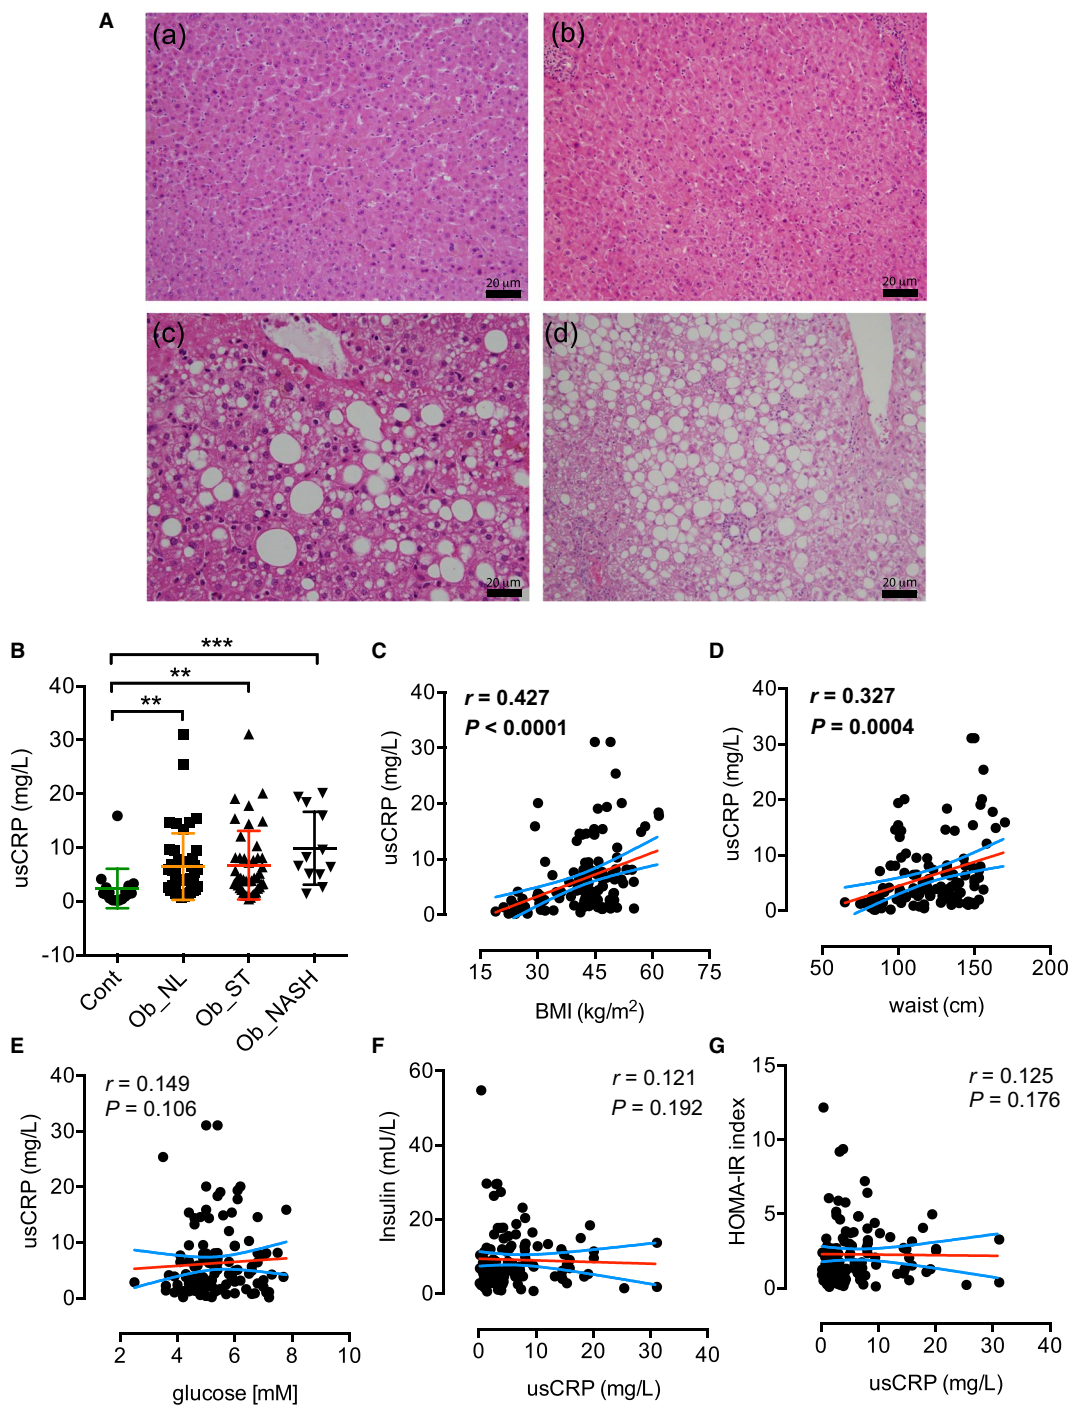 A
(a)
(b)
20 µm
20 µm
(c)
(d)
20 µm
20 µm
B
***
**
**
usCRP (mg/L)
40
30
20
10
0
-10
Cont
Ob_NL
Ob_ST
Ob_NASH
C
r = 0.427
P < 0.0001
usCRP (mg/L)
40
30
20
10
0
15 30 45 60 75
BMI (kg/m²)
D
r = 0.327
P = 0.0004
usCRP (mg/L)
40
30
20
10
0
50 100 150 200
waist (cm)
E
r = 0.149
P = 0.106
usCRP (mg/L)
40
30
20
10
0
2 4 6 8 10
glucose [mM]
F
r = 0.121
P = 0.192
Insulin (mU/L)
60
40
20
0
0 10 20 30 40
usCRP (mg/L)
G
r = 0.125
P = 0.176
HOMA-IR index
15
10
5
0
0 10 20 30 40
usCRP (mg/L)